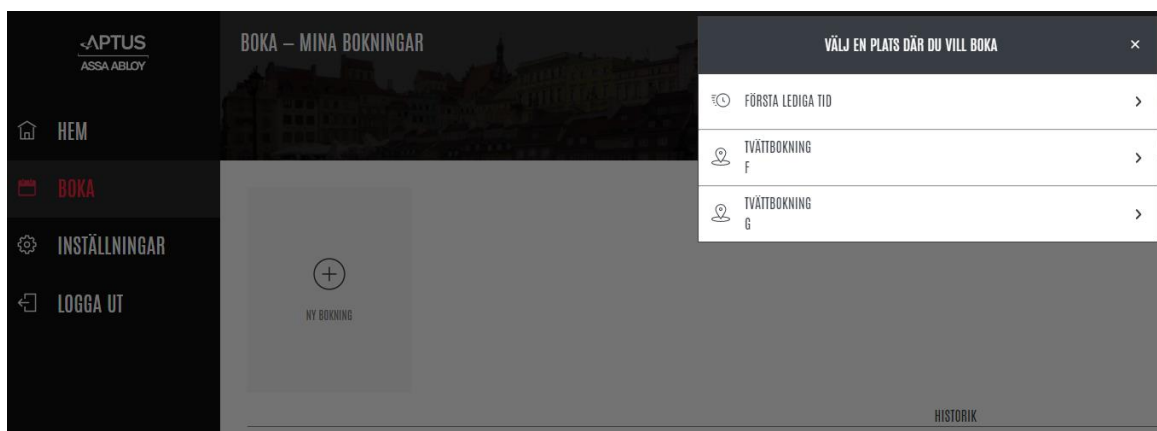 APTUS
ASSA ABLOY
HEM
BOKA
INSTÄLLNINGAR
LOGGA UT
BOKA – MINA BOKNINGAR
NY BOKNING
HISTORIK
VÄLJ EN PLATS DÄR DU VILL BOKA
FÖRSTA LEDIGA TID
TVÄTTBOKNING
F
TVÄTTBOKNING
G